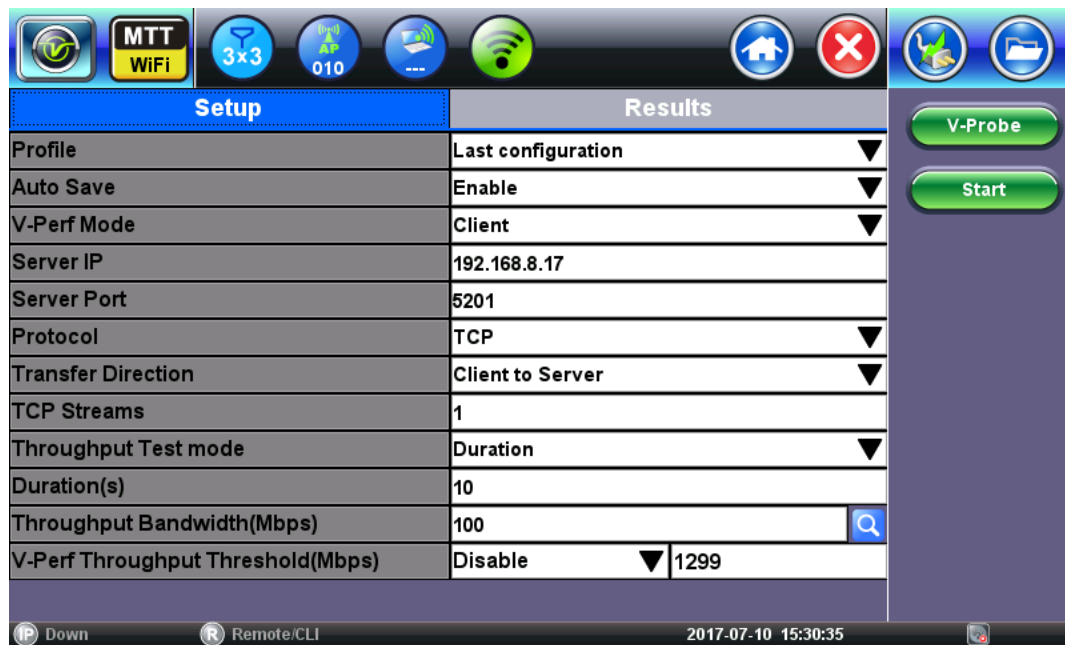 MTT
WiFi
3x3
AP
010
---
Setup
Results
V-Probe
Start
Profile
Last configuration
Auto Save
Enable
V-Perf Mode
Client
Server IP
192.168.8.17
Server Port
5201
Protocol
TCP
Transfer Direction
Client to Server
TCP Streams
1
Throughput Test mode
Duration
Duration(s)
10
Throughput Bandwidth(Mbps)
100
V-Perf Throughput Threshold(Mbps)
Disable
1299
IP Down
R Remote/CLI
2017-07-10 15:30:35